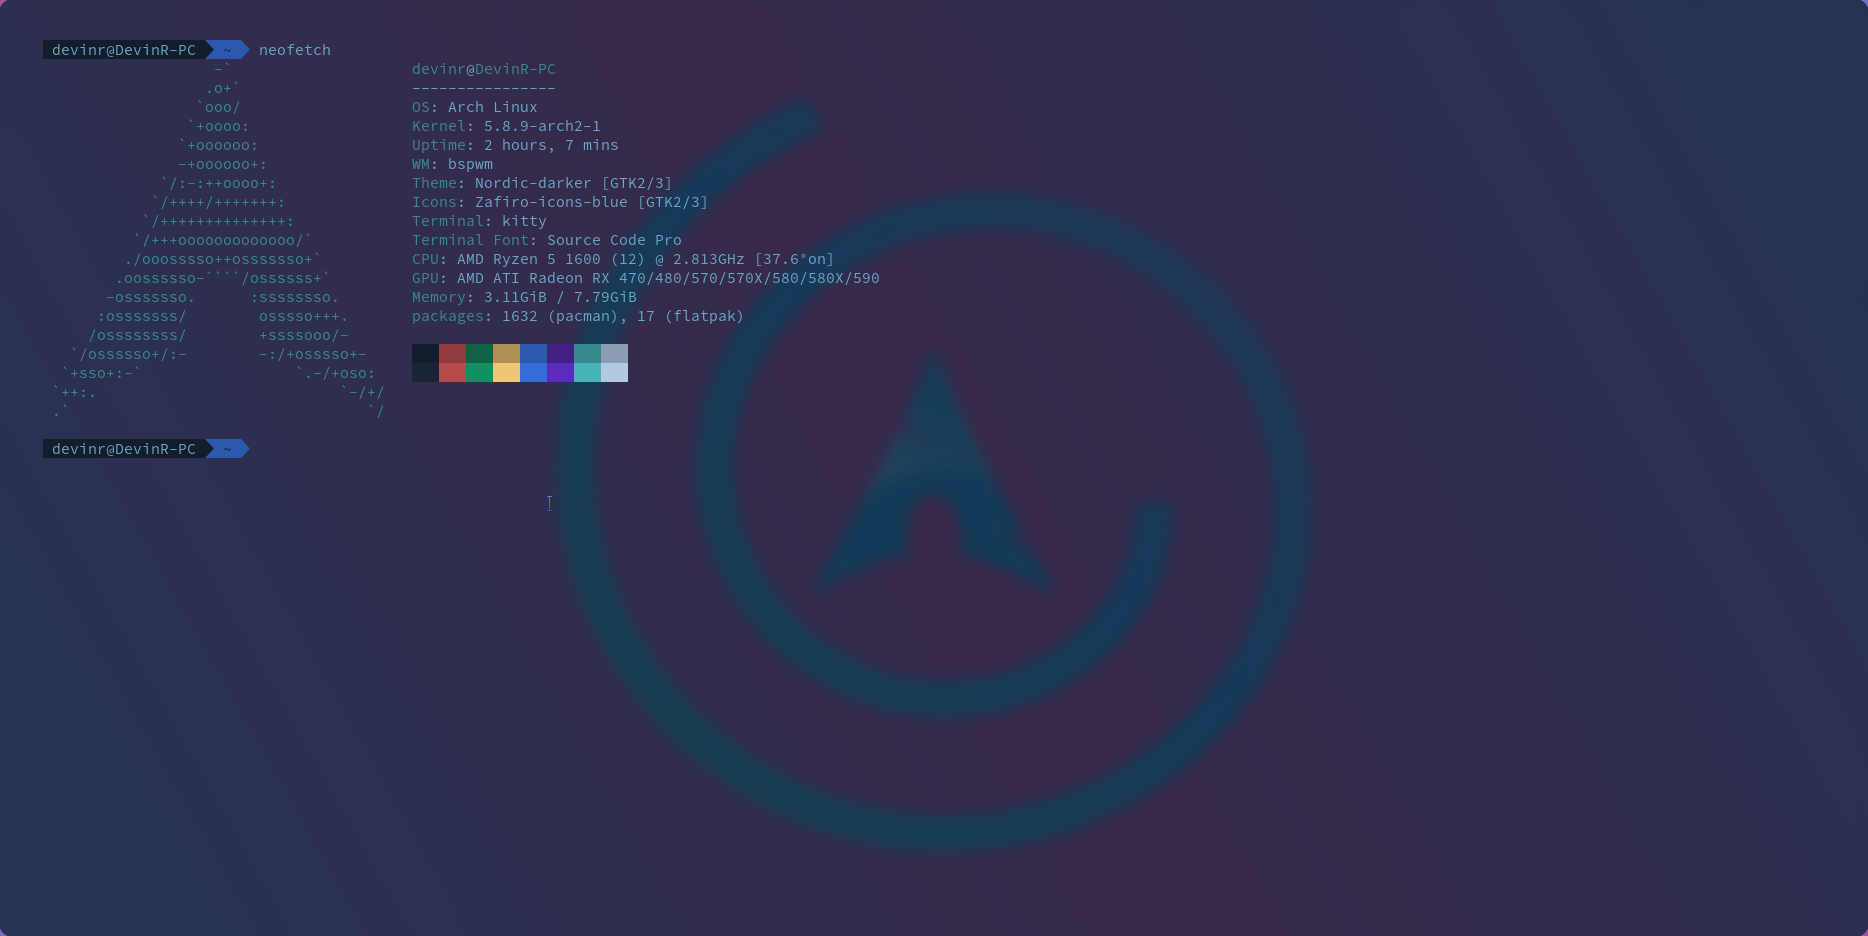 devinr@DevinR-PC ~ neofetch
                   -`
                  .o+`
                 `ooo/
                `+oooo:
               `+oooooo:
               -+oooooo+:
             `/:-:++oooo+:
            `/++++/+++++++:
           `/++++++++++++++:
          `/+++ooooooooooooo/`
         ./ooosssso++osssssso+`
        .oossssso-````/ossssss+`
       -osssssso.      :ssssssso.
      :osssssss/        osssso+++.
     /ossssssss/        +ssssooo/-
   `/ossssso+/:-        -:/+osssso+-
  `+sso+:-`                 `.-/+oso:
 `++:.                           `-/+/
 .`                                 `/
devinr@DevinR-PC
----------------
OS: Arch Linux
Kernel: 5.8.9-arch2-1
Uptime: 2 hours, 7 mins
WM: bspwm
Theme: Nordic-darker [GTK2/3]
Icons: Zafiro-icons-blue [GTK2/3]
Terminal: kitty
Terminal Font: Source Code Pro
CPU: AMD Ryzen 5 1600 (12) @ 2.813GHz [37.6°on]
GPU: AMD ATI Radeon RX 470/480/570/570X/580/580X/590
Memory: 3.11GiB / 7.79GiB
packages: 1632 (pacman), 17 (flatpak)
devinr@DevinR-PC ~